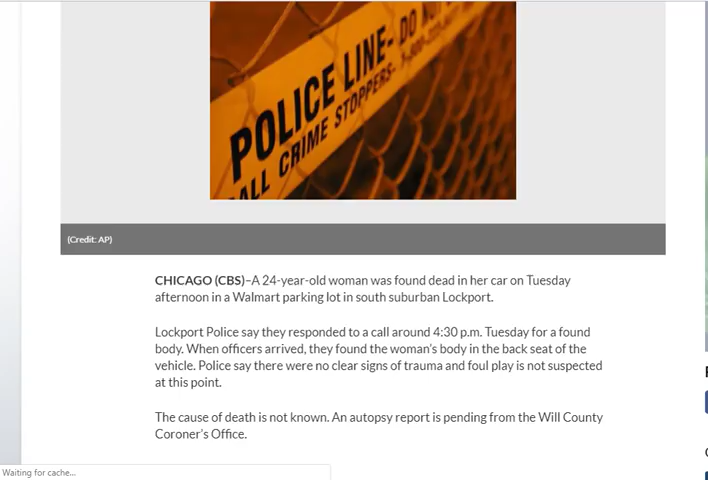 POLICE LINE- DO NO
ALL CRIME STOPPERS-
(Credit: AP)
CHICAGO (CBS)–A 24-year-old woman was found dead in her car on Tuesday
afternoon in a Walmart parking lot in south suburban Lockport.
Lockport Police say they responded to a call around 4:30 p.m. Tuesday for a found
body. When officers arrived, they found the woman's body in the back seat of the
vehicle. Police say there were no clear signs of trauma and foul play is not suspected
at this point.
The cause of death is not known. An autopsy report is pending from the Will County
Coroner's Office.
Waiting for cache...